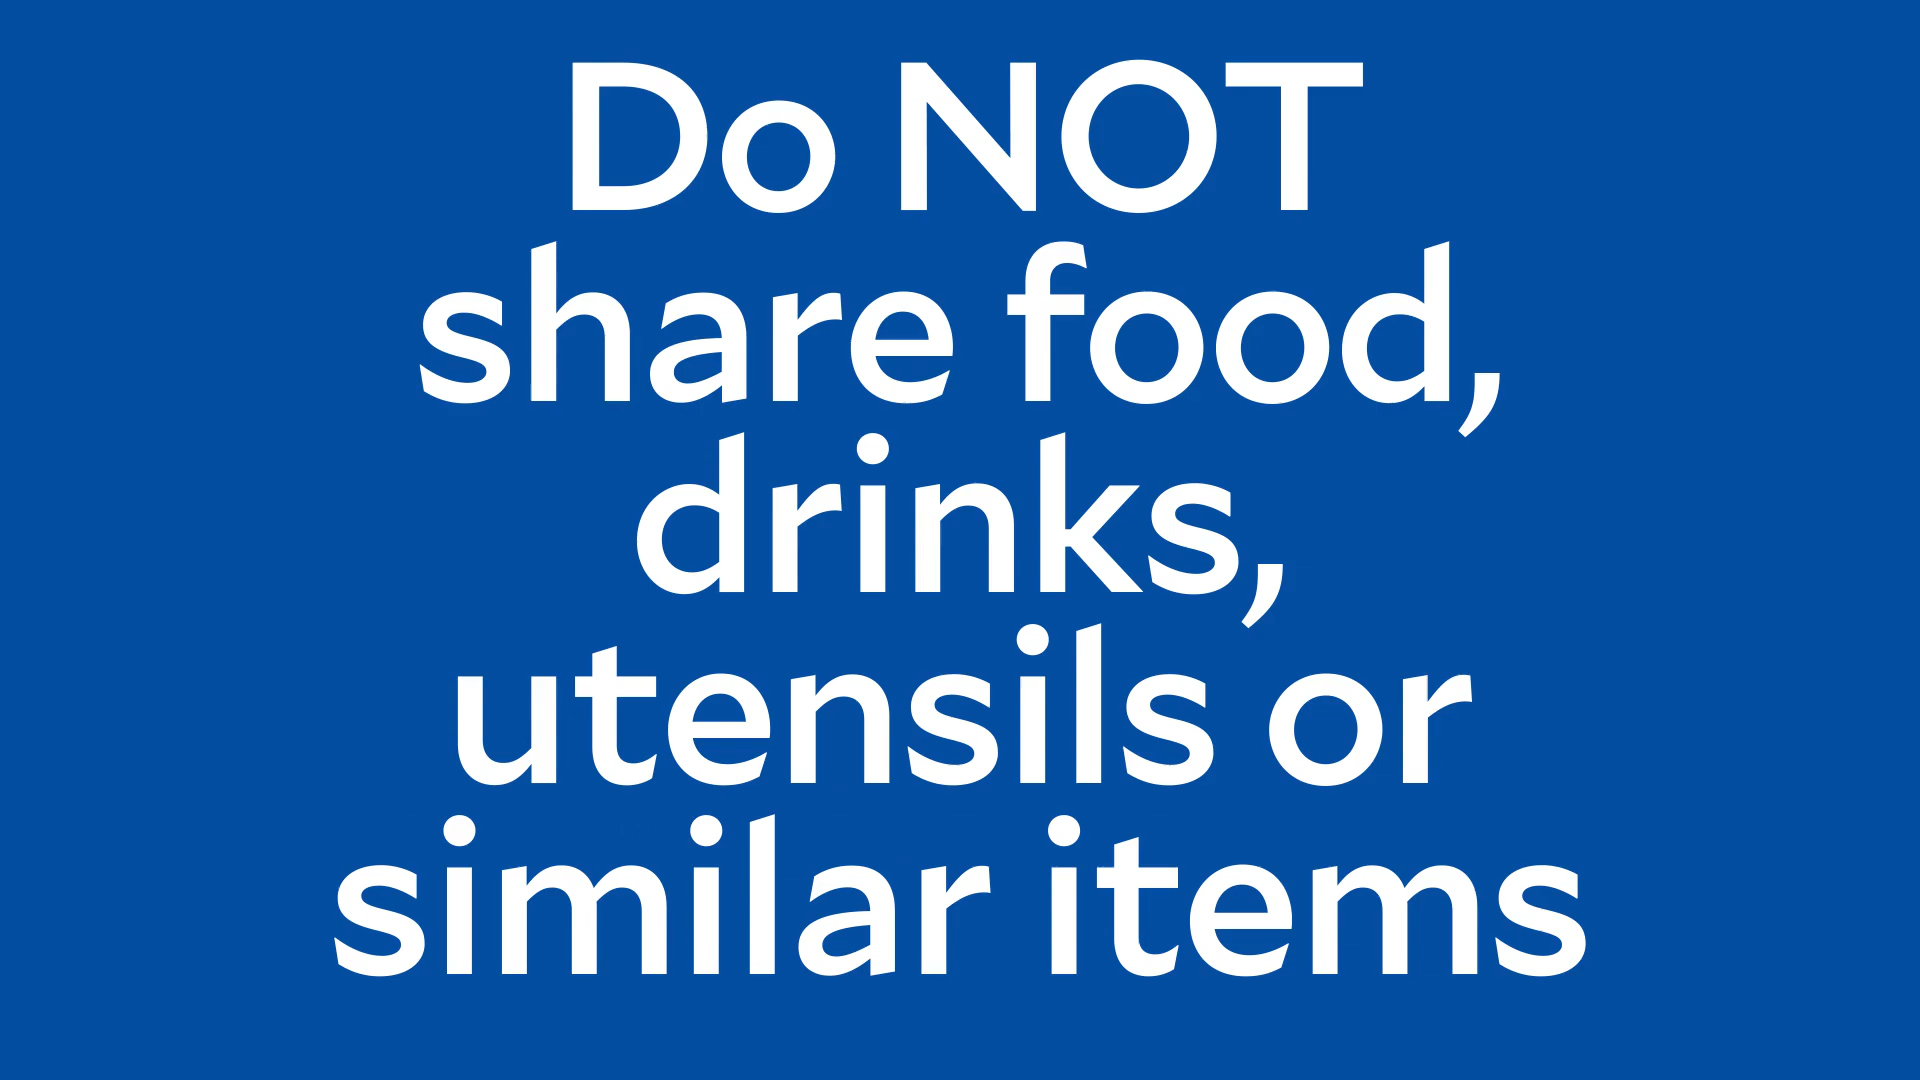 Do NOT
share food,
drinks,
utensils or
similar items